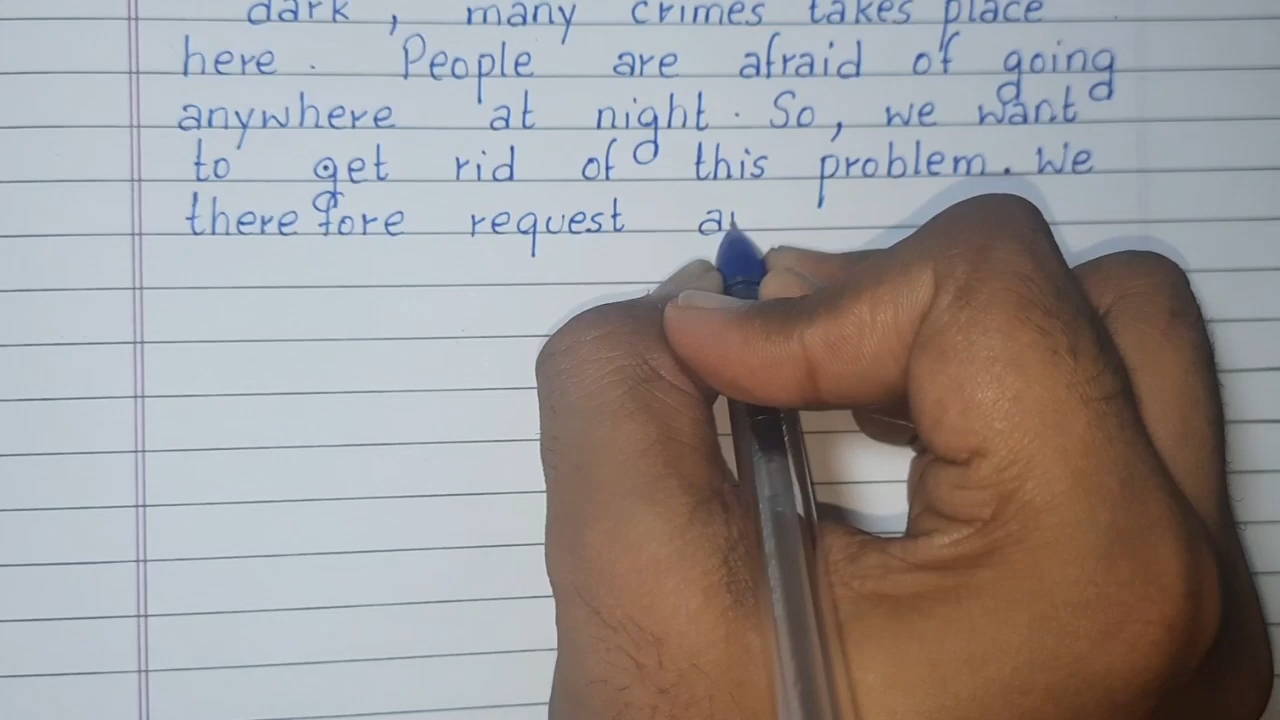 dark, many crimes takes place
here. People are afraid of going
anywhere at night. So, we want
to get rid of this problem. We
therefore request